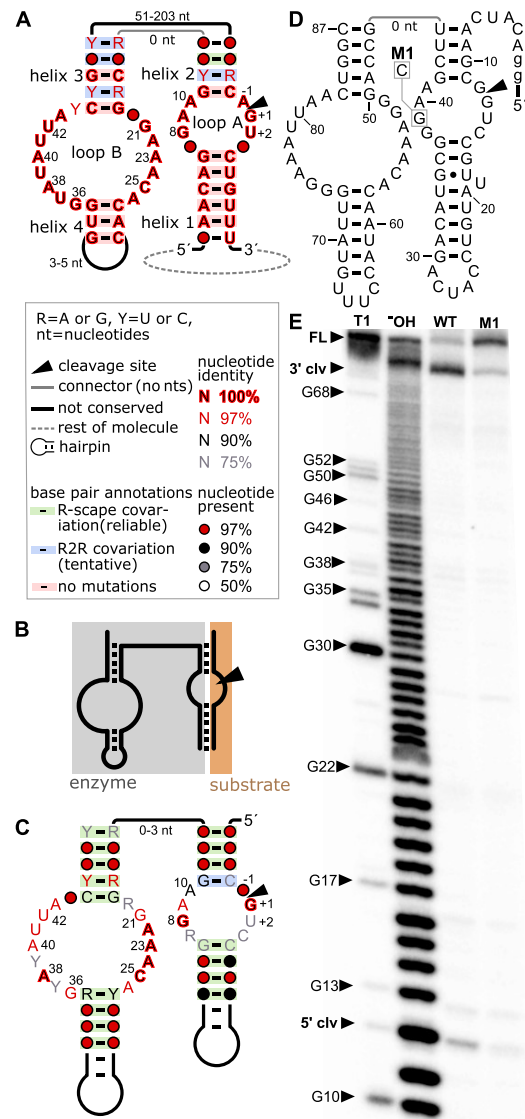 A
51-203 nt
Y R
0 nt
helix 3
G C
helix 2
Y R
Y R
G C
Y C G
A -1
10
A
A
G
8
G
+1
U
+2
loop A
42
U
U
A
40
U
A
U
38
G
36
loop B
G
21
A
A
23
A
C
25
A
G C
A U
C G
A U
A U
helix 1
5´ 3´
G C
U A
G C
helix 4
3-5 nt
R=A or G, Y=U or C,
nt=nucleotides
cleavage site
connector (no nts)
not conserved
rest of molecule
hairpin
nucleotide
identity
N 100%
N 97%
N 90%
N 75%
base pair annotations
R-scape covar-
iation(reliable)
R2R covariation
(tentative)
no mutations
nucleotide
present
97%
90%
75%
50%
B
enzyme
substrate
C
0-3 nt
5´
Y R
Y R
C G
G C
-1
10
A
A
G
8
R
G
+1
U
+2
C
G C
42
U
U
A
40
Y
A
38
Y
G
36
R
G
21
A
A
23
A
C
25
A
R Y
D
0 nt
87
M1
C
10
5´
80
50
40
60
70
20
30
E
T1 ⁻OH WT M1
FL
3' clv
G68
G52
G50
G46
G42
G38
G35
G30
G22
G17
G13
5' clv
G10